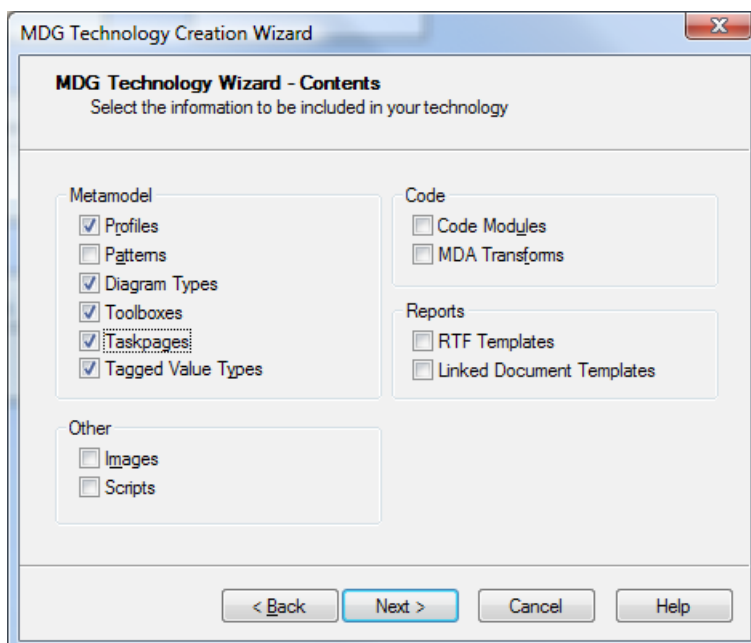 MDG Technology Creation Wizard
MDG Technology Wizard - Contents
Select the information to be included in your technology
Metamodel
Profiles
Patterns
Diagram Types
Toolboxes
Taskpages
Tagged Value Types
Code
Code Modules
MDA Transforms
Reports
RTF Templates
Linked Document Templates
Other
Images
Scripts
< Back
Next >
Cancel
Help